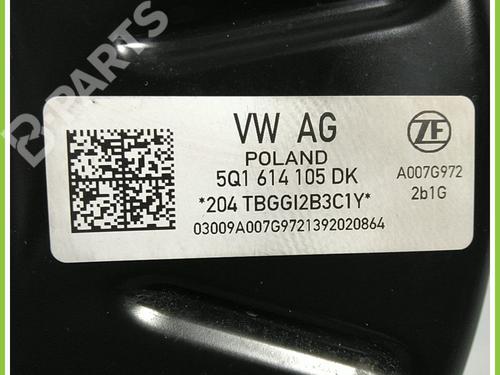 B-PARTS
VW AG
POLAND
5Q1 614 105 DK
*204 TBGGI2B3C1Y*
03009A007G9721392020864
ZF
A007G972
2b1G